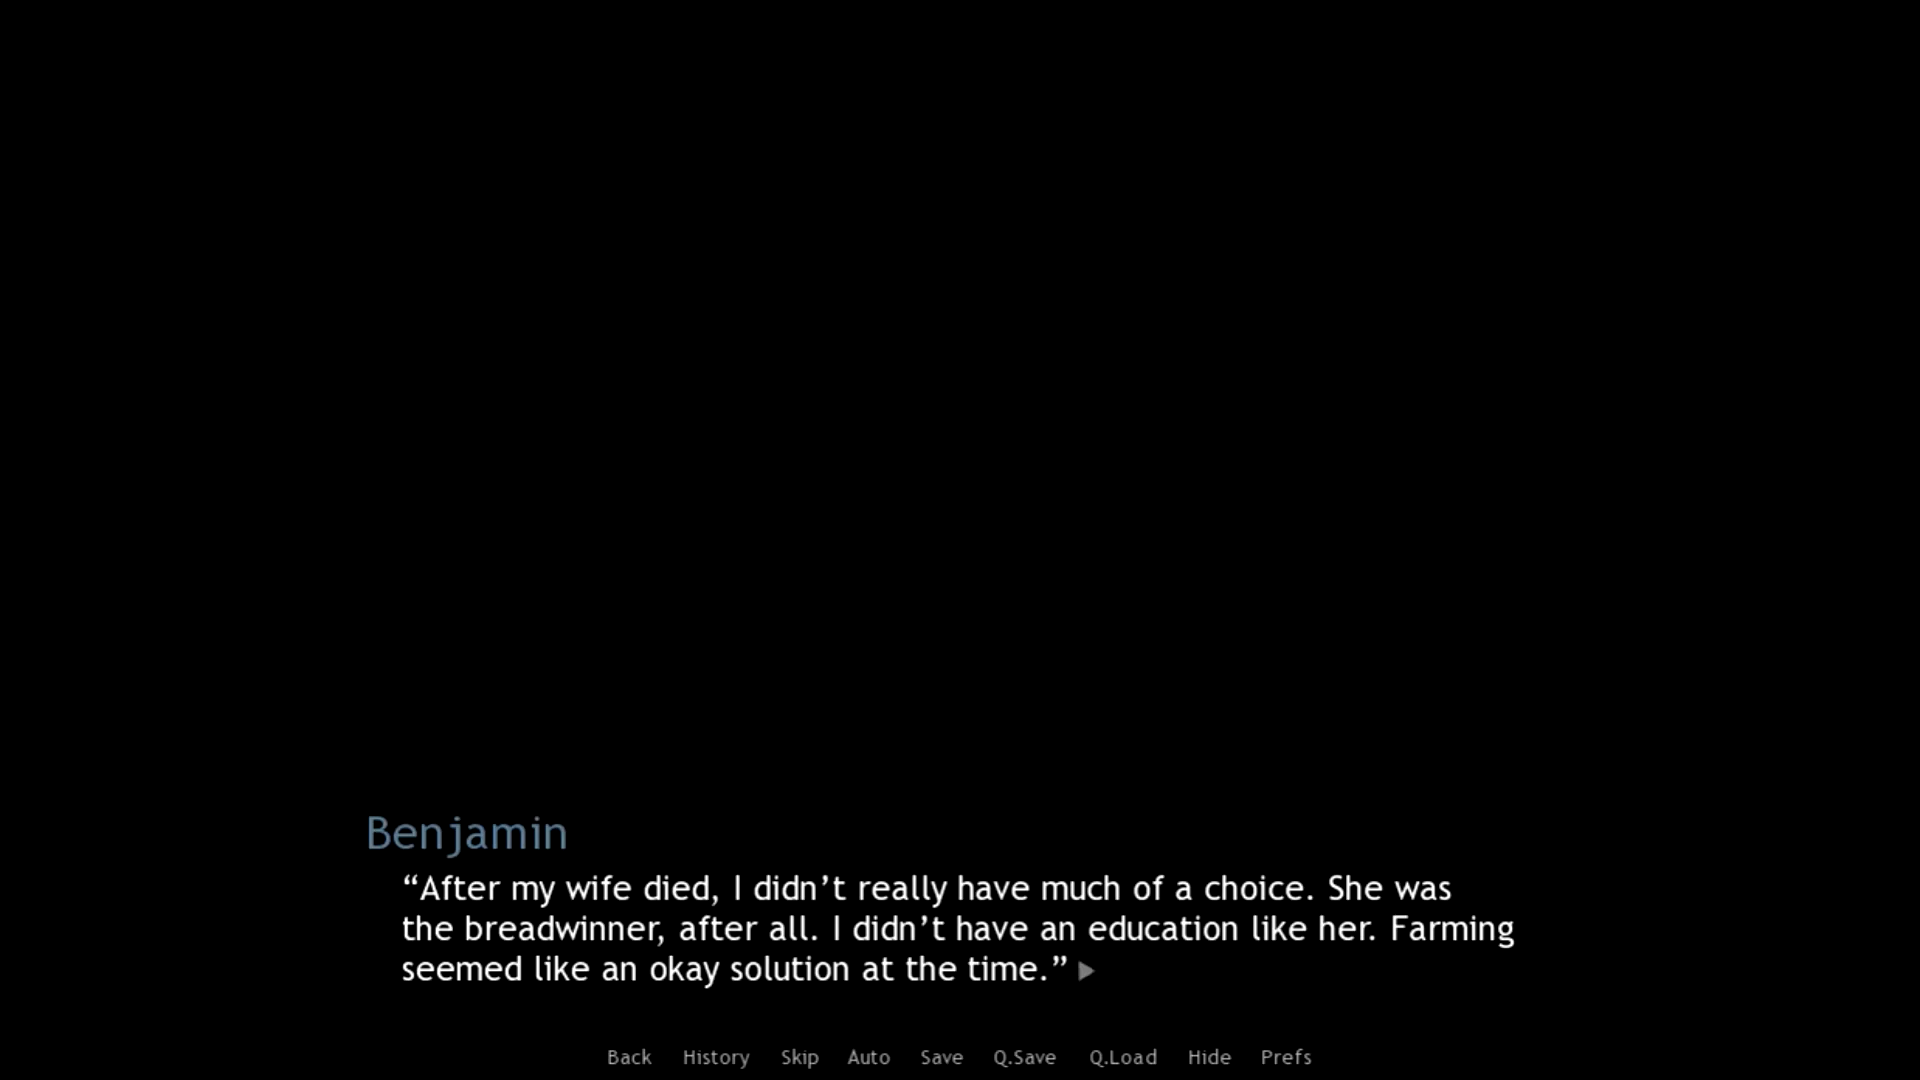 Benjamin
“After my wife died, I didn’t really have much of a choice. She was
the breadwinner, after all. I didn’t have an education like her. Farming
seemed like an okay solution at the time.”
Back History Skip Auto Save Q.Save Q.Load Hide Prefs